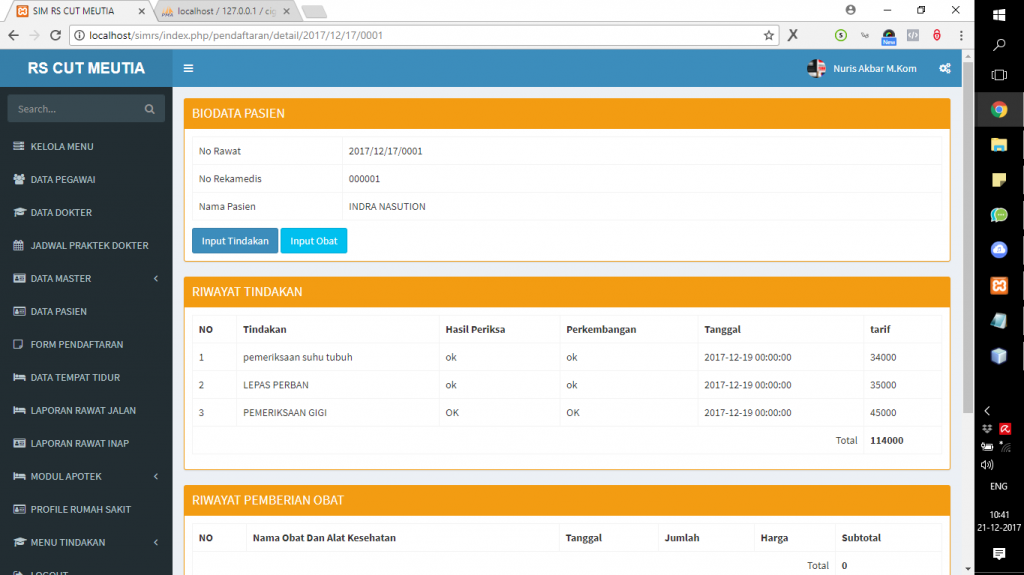 SIM RS CUT MEUTIA
localhost / 127.0.0.1 / cig
localhost/simrs/index.php/pendaftaran/detail/2017/12/17/0001
New
RS CUT MEUTIA
Nuris Akbar M.Kom
Search...
KELOLA MENU
DATA PEGAWAI
DATA DOKTER
JADWAL PRAKTEK DOKTER
DATA MASTER
DATA PASIEN
FORM PENDAFTARAN
DATA TEMPAT TIDUR
LAPORAN RAWAT JALAN
LAPORAN RAWAT INAP
MODUL APOTEK
PROFILE RUMAH SAKIT
MENU TINDAKAN
LOGOUT
BIODATA PASIEN
No Rawat 2017/12/17/0001
No Rekamedis 000001
Nama Pasien INDRA NASUTION
Input Tindakan Input Obat
RIWAYAT TINDAKAN
NO Tindakan Hasil Periksa Perkembangan Tanggal tarif
1 pemeriksaan suhu tubuh ok ok 2017-12-19 00:00:00 34000
2 LEPAS PERBAN ok ok 2017-12-19 00:00:00 35000
3 PEMERIKSAAN GIGI OK OK 2017-12-19 00:00:00 45000
Total 114000
RIWAYAT PEMBERIAN OBAT
NO Nama Obat Dan Alat Kesehatan Tanggal Jumlah Harga Subtotal
Total 0
ENG
10:41
21-12-2017